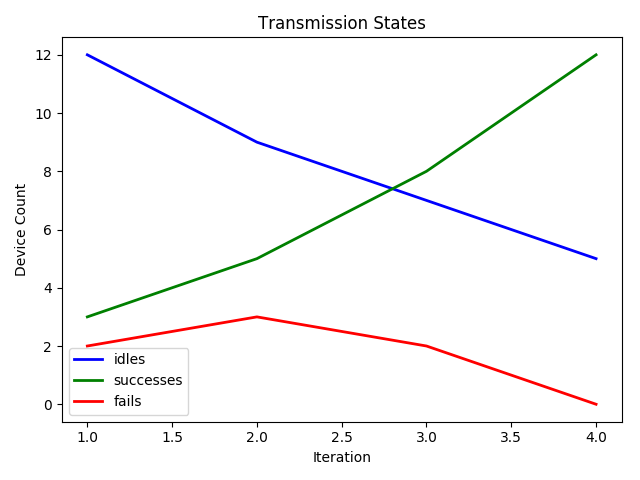 Transmission States
Device Count
12
10
8
6
4
2
0
idles
successes
fails
1.0 1.5 2.0 2.5 3.0 3.5 4.0
Iteration